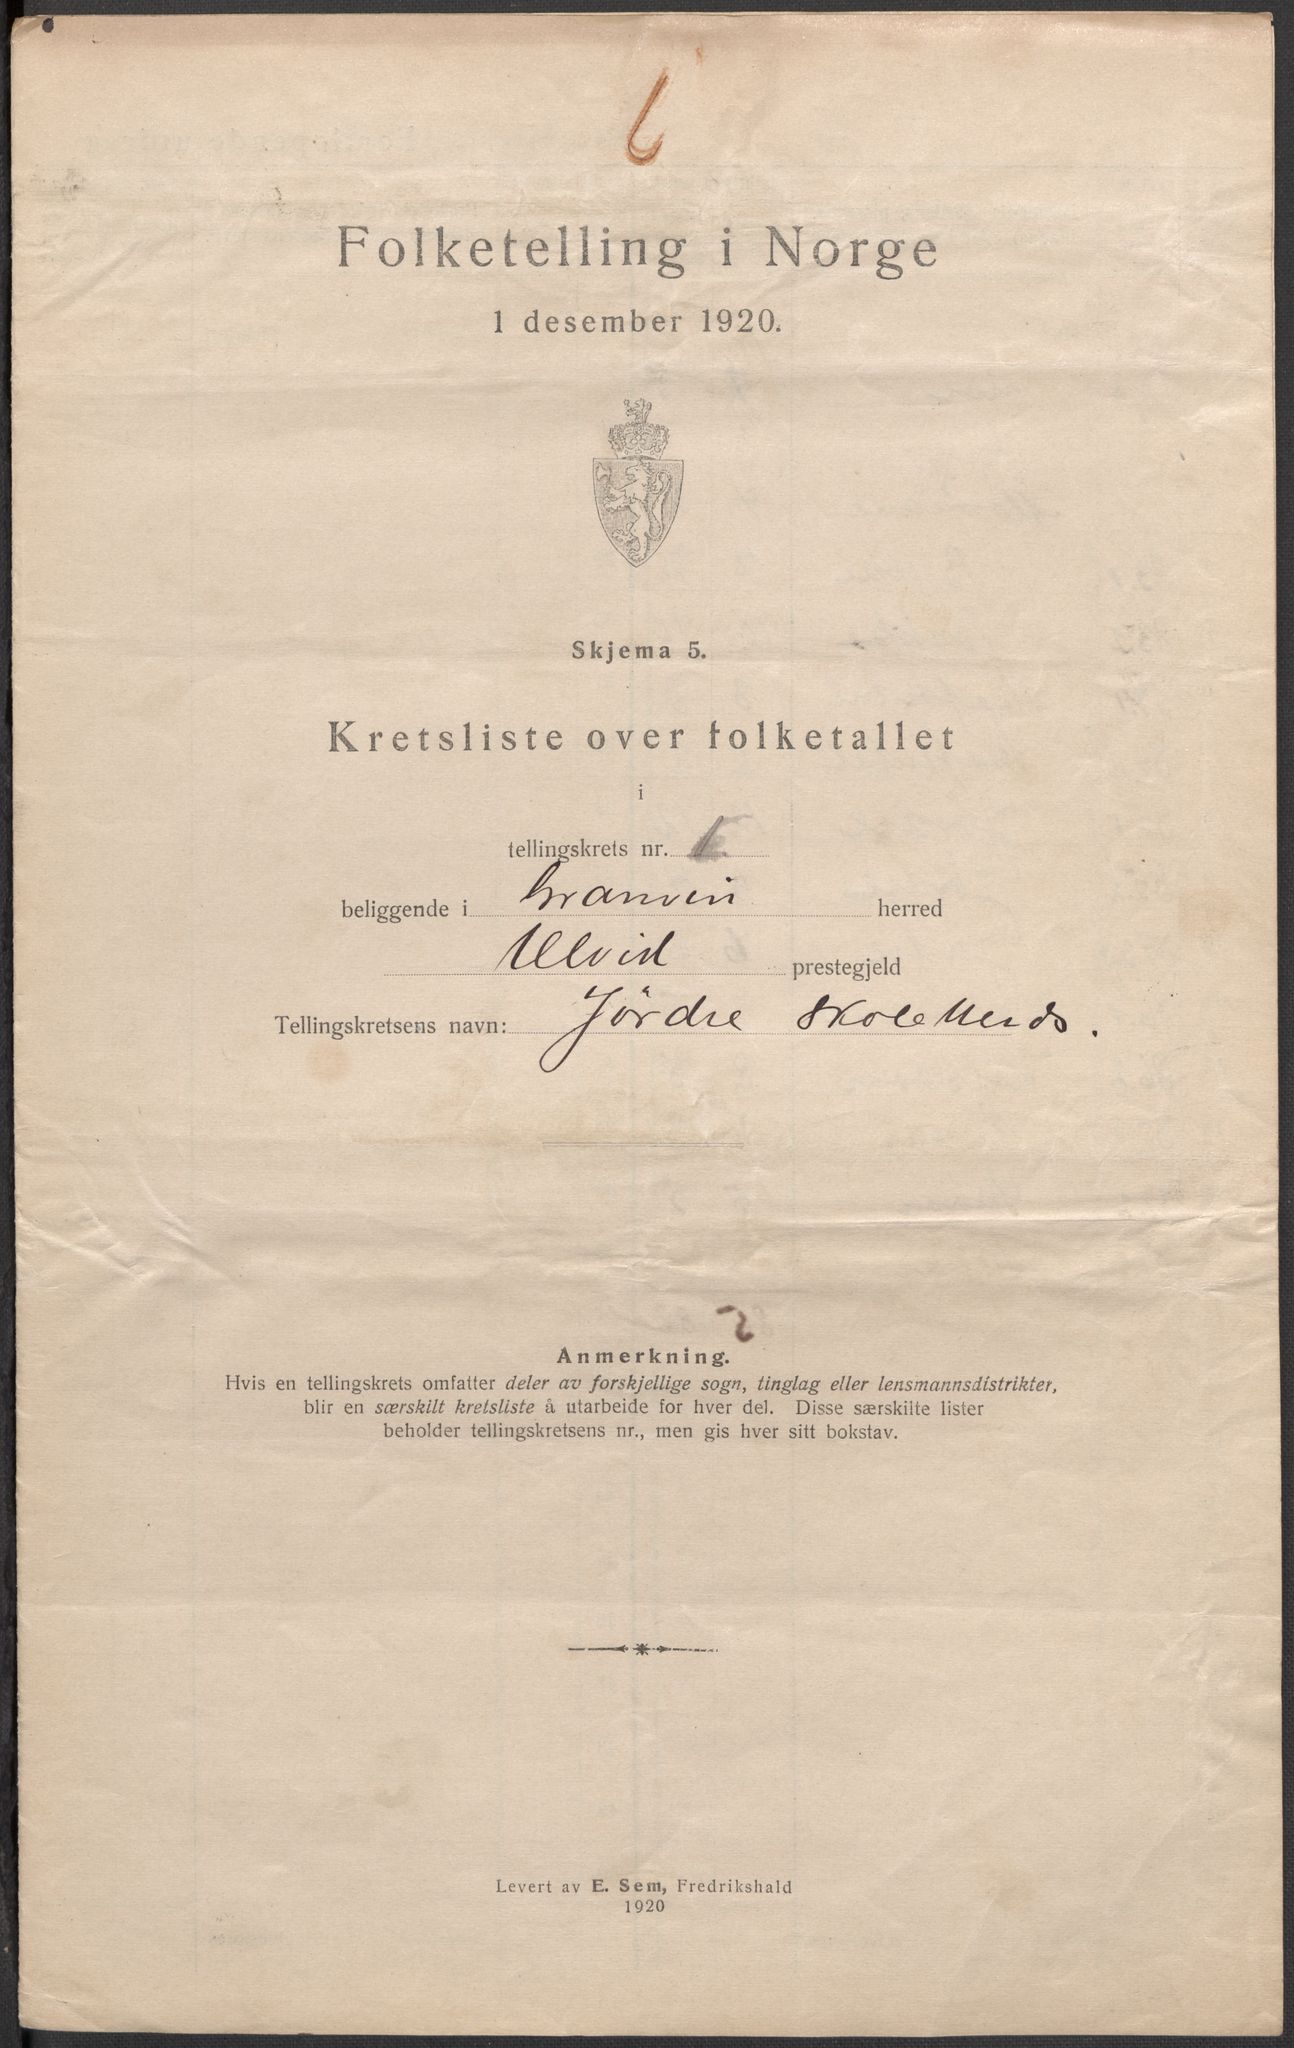 6
Folketelling i Norge
1 desember 1920.
Skjema 5.
Kretsliste over folketallet
i
tellingskrets nr. 1
beliggende i Granvin herred
Ulvik prestegjeld
Tellingskretsens navn: Jördre skolekreds.
2
Anmerkning.
Hvis en tellingskrets omfatter deler av forskjellige sogn, tinglag eller lensmannsdistrikter,
blir en særskilt kretsliste å utarbeide for hver del. Disse særskilte lister
beholder tellingskretsens nr., men gis hver sitt bokstav.
Levert av E. Sem, Fredrikshald
1920